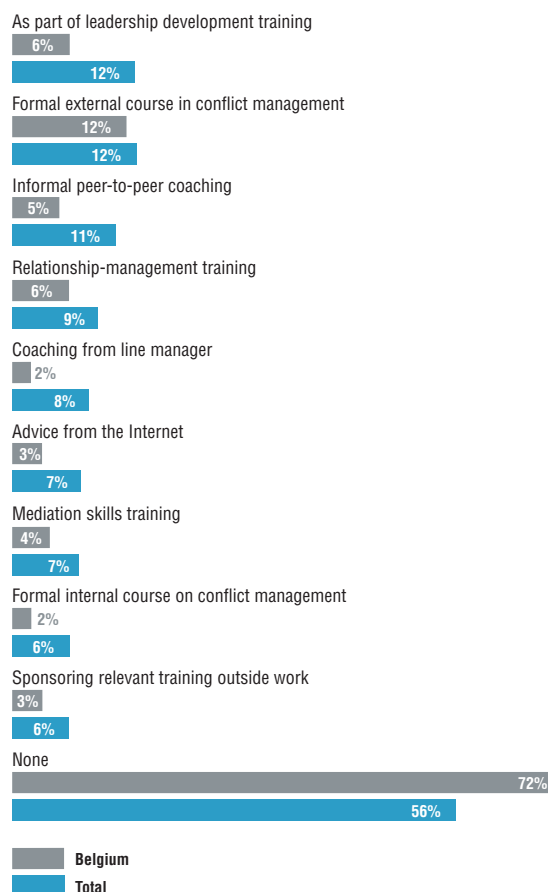 As part of leadership development training
6%
12%
Formal external course in conflict management
12%
12%
Informal peer-to-peer coaching
5%
11%
Relationship-management training
6%
9%
Coaching from line manager
2%
8%
Advice from the Internet
3%
7%
Mediation skills training
4%
7%
Formal internal course on conflict management
2%
6%
Sponsoring relevant training outside work
3%
6%
None
72%
56%
Belgium
Total